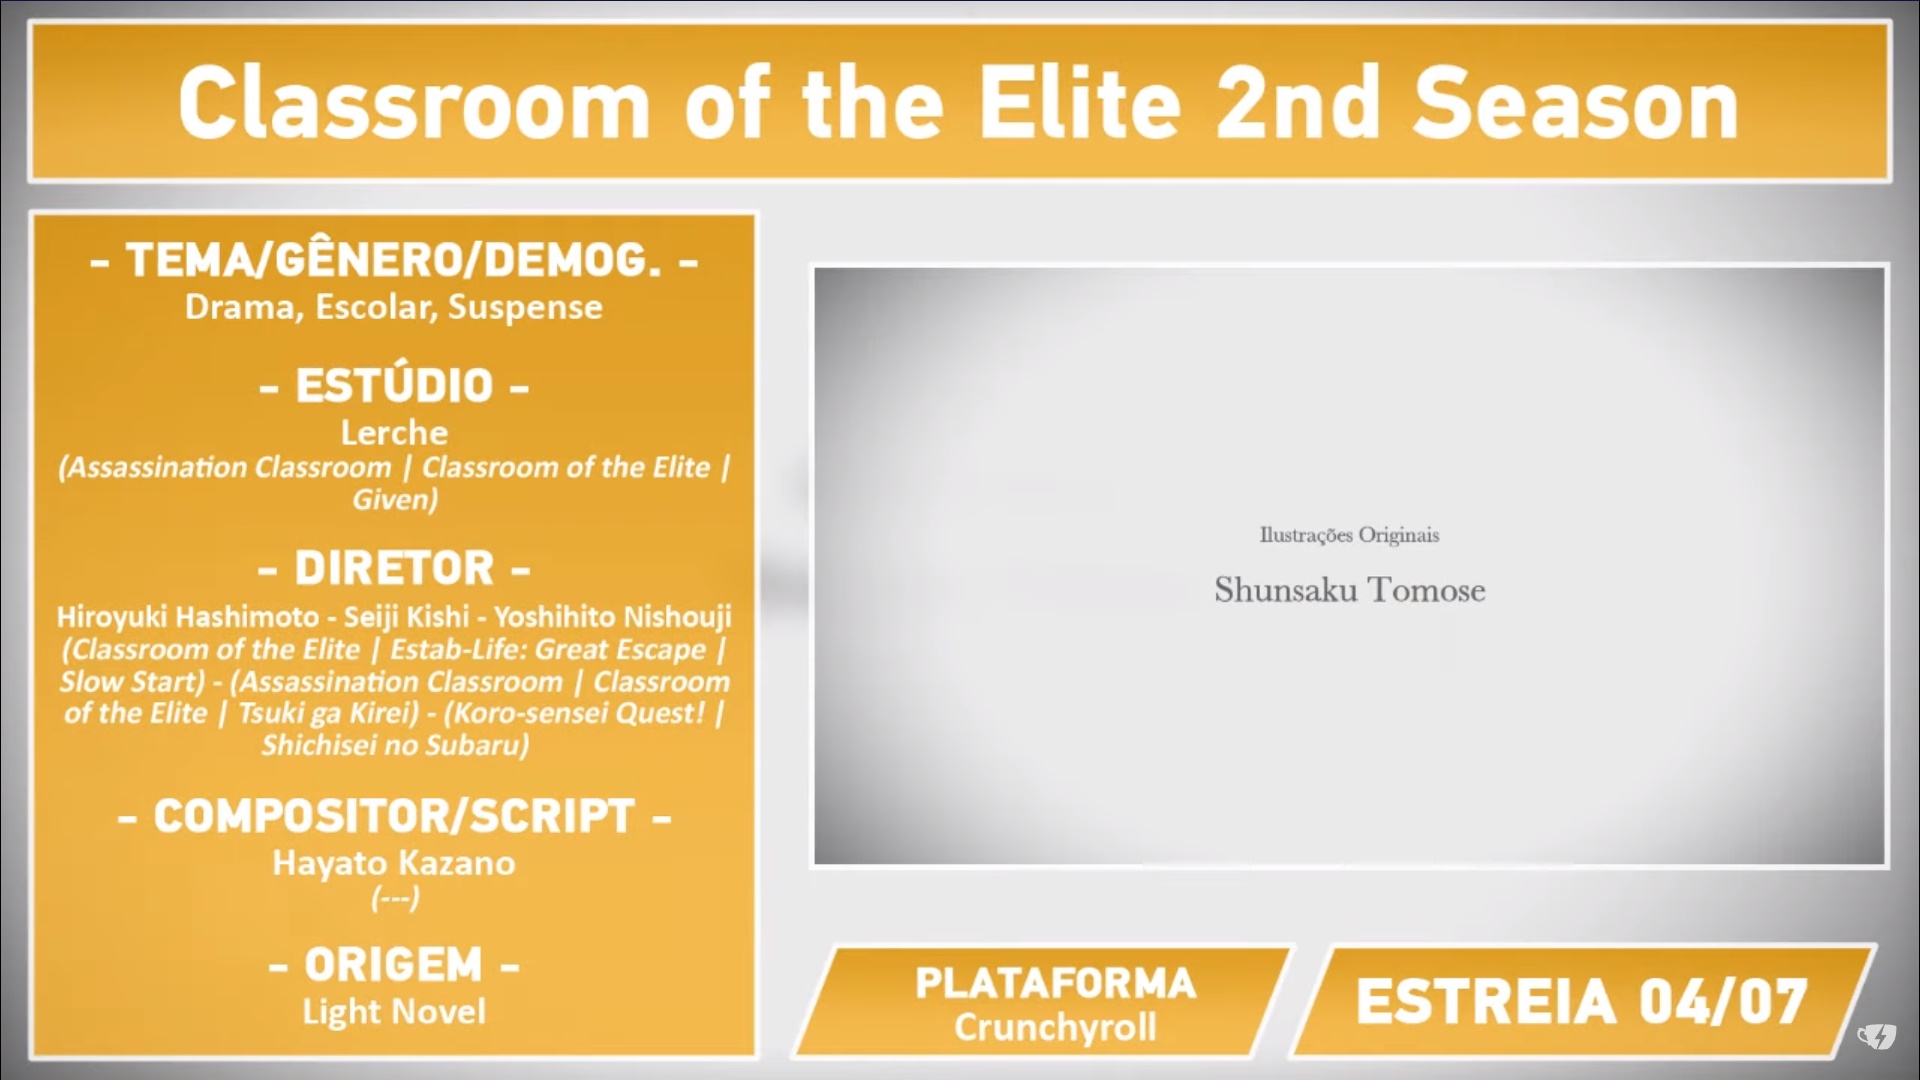 Classroom of the Elite 2nd Season
- TEMA/GÊNERO/DEMOG. -
Drama, Escolar, Suspense
- ESTÚDIO -
Lerche
(Assassination Classroom | Classroom of the Elite |
Given)
- DIRETOR -
Hiroyuki Hashimoto - Seiji Kishi - Yoshihito Nishouji
(Classroom of the Elite | Estab-Life: Great Escape |
Slow Start) - (Assassination Classroom | Classroom
of the Elite | Tsuki ga Kirei) - (Koro-sensei Quest! |
Shichisei no Subaru)
- COMPOSITOR/SCRIPT -
Hayato Kazano
(---)
- ORIGEM -
Light Novel
Ilustrações Originais
Shunsaku Tomose
PLATAFORMA
Crunchyroll
ESTREIA 04/07